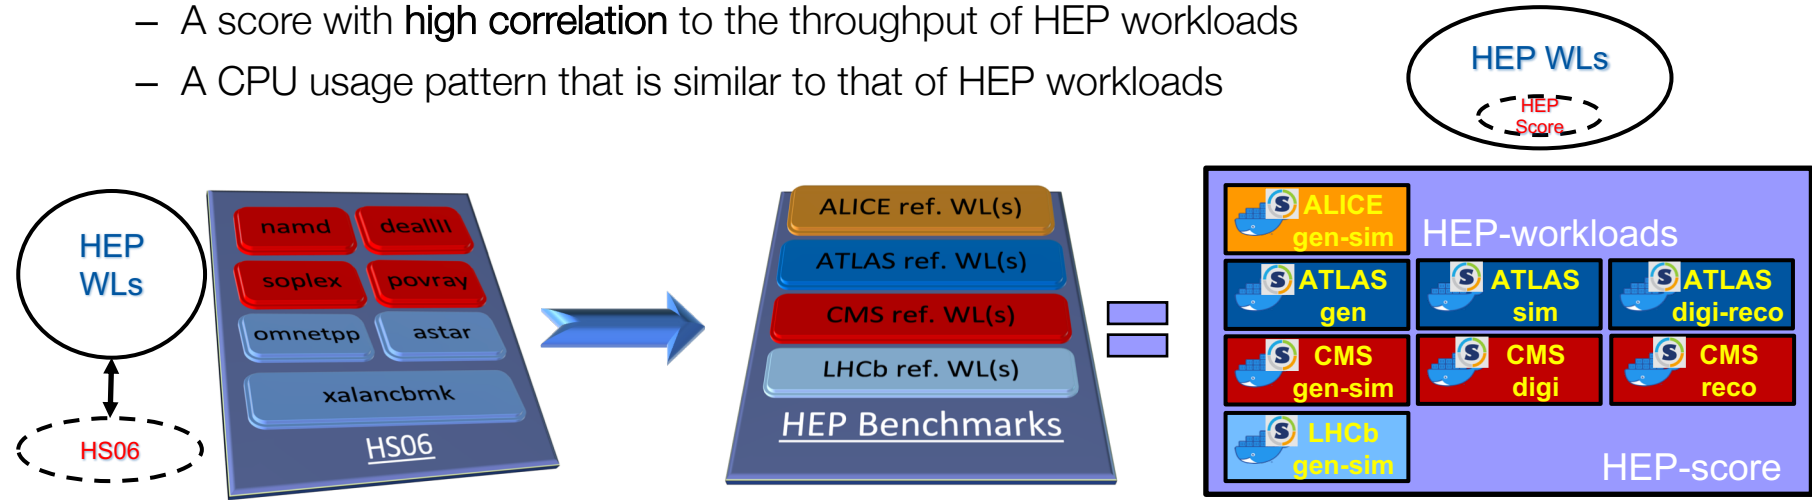 – A score with high correlation to the throughput of HEP workloads
– A CPU usage pattern that is similar to that of HEP workloads
HEP WLs
HEP
Score
HEP
WLs
HS06
namd
dealIII
soplex
povray
omnetpp
astar
xalancbmk
HS06
ALICE ref. WL(s)
ATLAS ref. WL(s)
CMS ref. WL(s)
LHCb ref. WL(s)
HEP Benchmarks
S ALICE
gen-sim
HEP-workloads
S ATLAS
gen
S ATLAS
sim
S ATLAS
digi-reco
S CMS
gen-sim
S CMS
digi
S CMS
reco
S LHCb
gen-sim
HEP-score